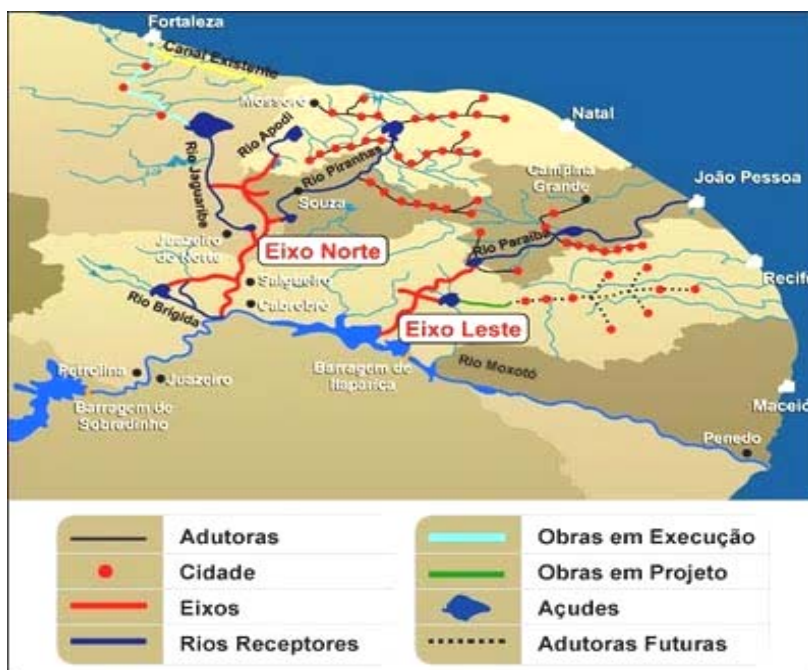 Fortaleza
Canal Existente
Mossoró
Rio Apodi
Natal
Rio Piranhas
Campina
Grande
João Pessoa
Rio Jaguaribe
Souza
Juazeiro
do Norte
Eixo Norte
Rio Paraíba
Recife
Salgueiro
Rio Brígida
Cabrobró
Eixo Leste
Petrolina
Juazeiro
Barragem de
Itaparica
Rio Moxotó
Barragem de
Sobradinho
Maceió
Penedo
Adutoras
Cidade
Eixos
Rios Receptores
Obras em Execução
Obras em Projeto
Açudes
Adutoras Futuras